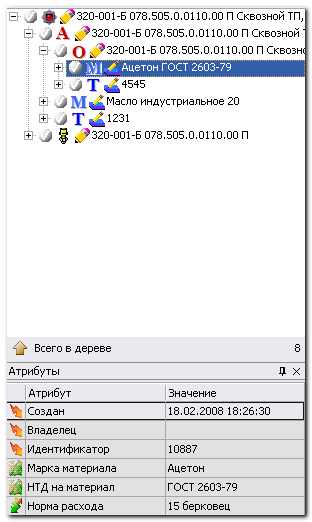 320-001-Б 078.505.0.0110.00 П Сквозной ТП,
А 320-001-Б 078.505.0.0110.00 П Сквозной Т
О 320-001-Б 078.505.0.0110.00 П Сквозно
М Ацетон ГОСТ 2603-79
Т 4545
М Масло индустриальное 20
Т 1231
320-001-Б 078.505.0.0110.00 П
Всего в дереве 8
Атрибуты
Атрибут Значение
Создан 18.02.2008 18:26:30
Владелец
Идентификатор 10887
Марка материала Ацетон
НТД на материал ГОСТ 2603-79
Норма расхода 15 берковец